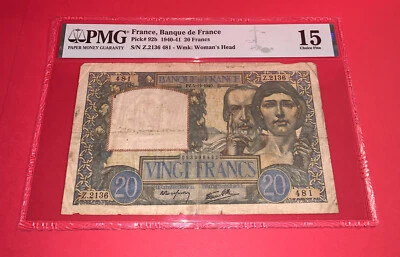 PMG
PAPER MONEY GUARANTY
France, Banque de France
Pick# 92b 1940-41 20 Francs
S/N Z.2136 481 - Wmk: Woman's Head
15
Choice Fine
481
BANQUE DE FRANCE
Z.2136
VINGT FRANCS
20
20
Z.2136
481